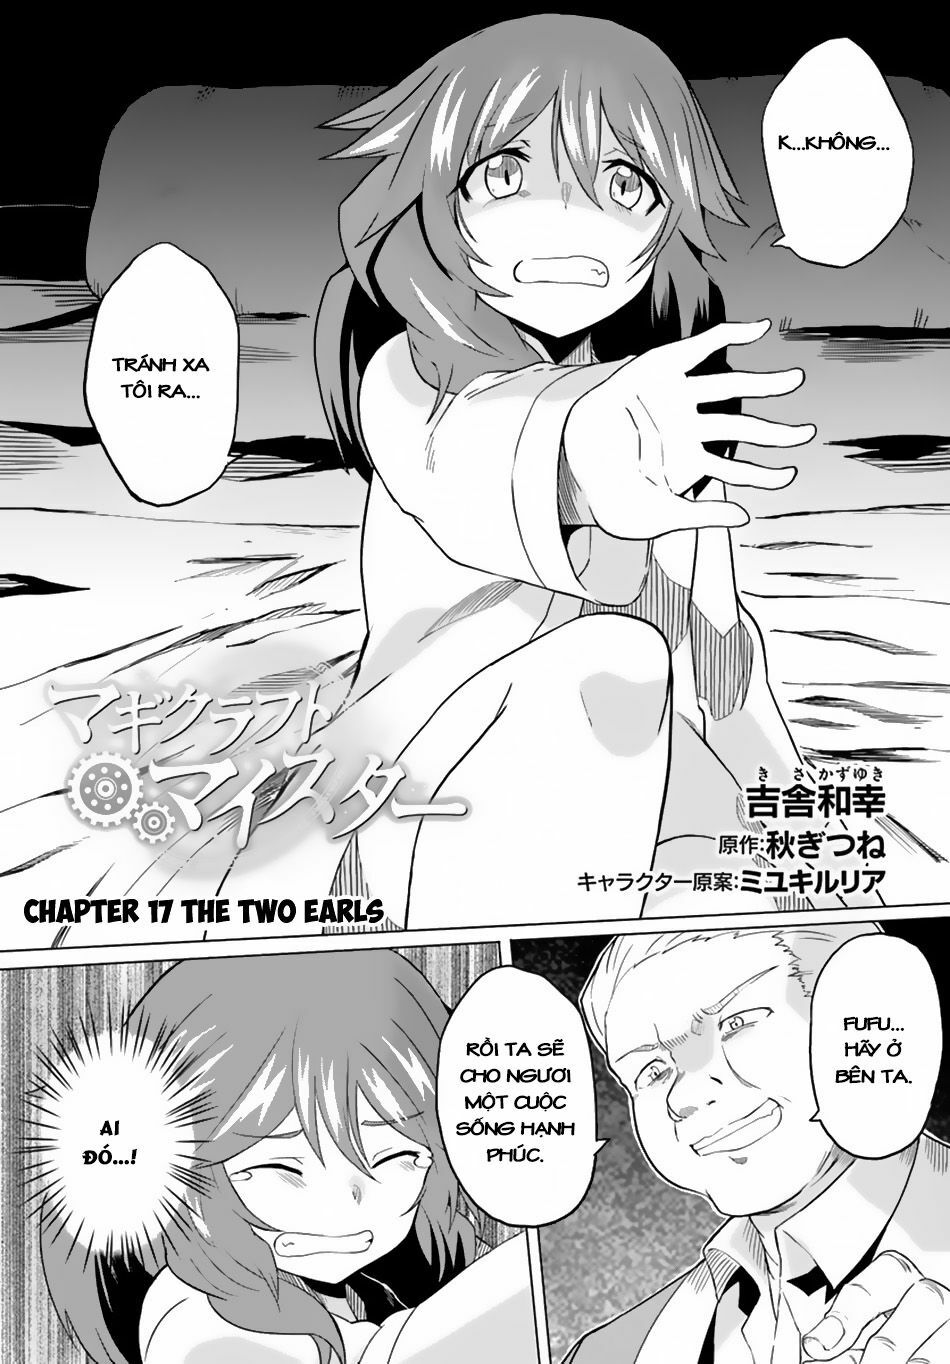 K...KHÔNG...
TRÁNH XA
TÔI RA...
マギクラフト
マイスター
きさかずゆき
吉舎和幸
原作:秋ぎつね
キャラクター原案:ミユキルリア
CHAPTER 17 THE TWO EARLS
FUFU...
HÃY Ở
BÊN TA.
RỒI TA SẼ
CHO NGƯƠI
MỘT CUỘC
SỐNG HẠNH
PHÚC.
AI
ĐÓ...!